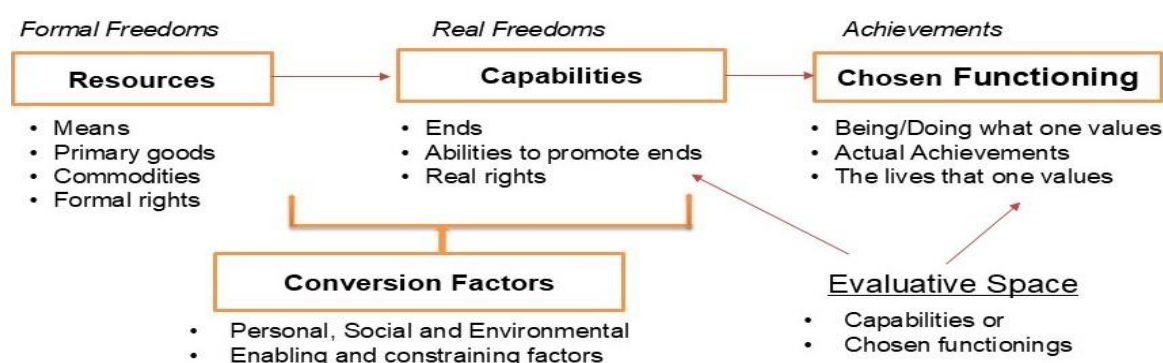 Formal Freedoms
Resources
• Means
• Primary goods
• Commodities
• Formal rights
Real Freedoms
Capabilities
• Ends
• Abilities to promote ends
• Real rights
Achievements
Chosen Functioning
• Being/Doing what one values
• Actual Achievements
• The lives that one values
Conversion Factors
• Personal, Social and Environmental
• Enabling and constraining factors
Evaluative Space
• Capabilities or
• Chosen functionings